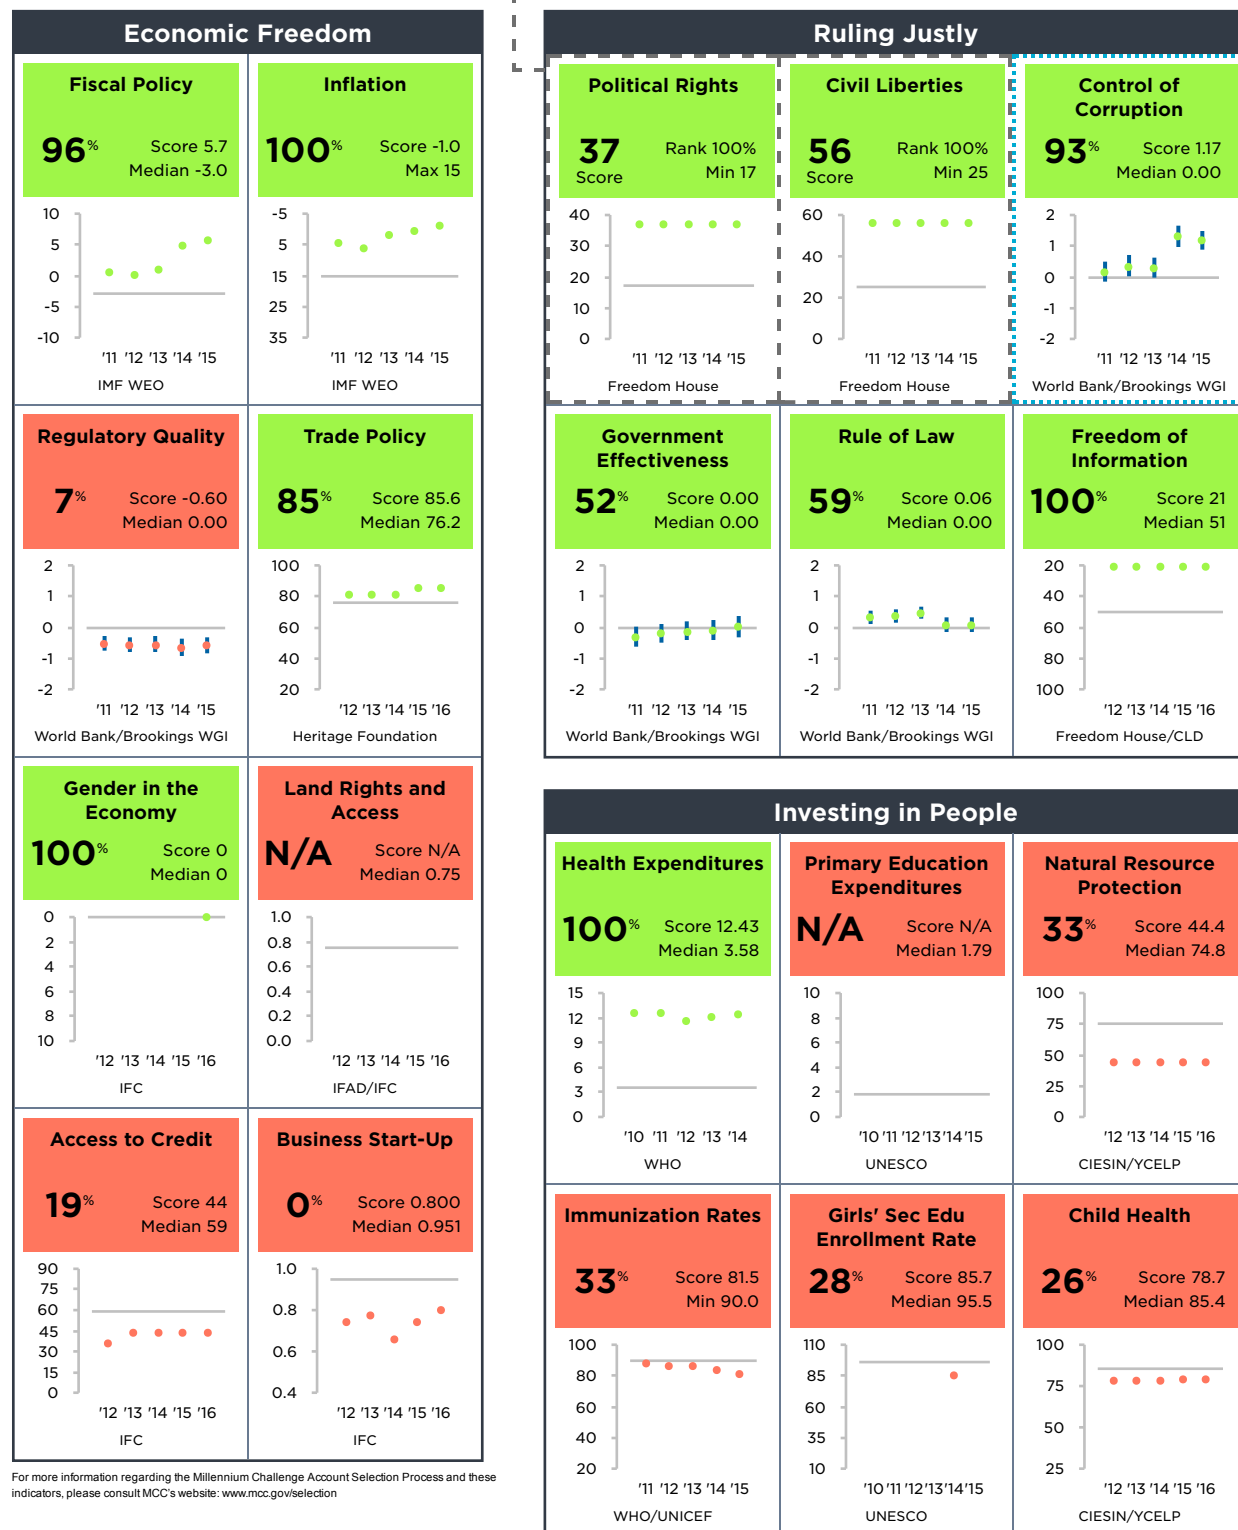 Economic Freedom
Fiscal Policy
96%
Score 5.7
Median -3.0
10
5
0
-5
-10
'11 '12 '13 '14 '15
IMF WEO
Inflation
100%
Score -1.0
Max 15
-5
5
15
25
35
'11 '12 '13 '14 '15
IMF WEO
Regulatory Quality
7%
Score -0.60
Median 0.00
2
1
0
-1
-2
'11 '12 '13 '14 '15
World Bank/Brookings WGI
Trade Policy
85%
Score 85.6
Median 76.2
100
80
60
40
20
'12 '13 '14 '15 '16
Heritage Foundation
Gender in the
Economy
100%
Score 0
Median 0
0
2
4
6
8
10
'12 '13 '14 '15 '16
IFC
Land Rights and
Access
N/A
Score N/A
Median 0.75
1.0
0.8
0.6
0.4
0.2
0.0
'12 '13 '14 '15 '16
IFAD/IFC
Access to Credit
19%
Score 44
Median 59
90
75
60
45
30
15
0
'12 '13 '14 '15 '16
IFC
Business Start-Up
0%
Score 0.800
Median 0.951
1.0
0.8
0.6
0.4
'12 '13 '14 '15 '16
IFC
For more information regarding the Millennium Challenge Account Selection Process and these
indicators, please consult MCC's website: www.mcc.gov/selection
Ruling Justly
Political Rights
37
Score
Rank 100%
Min 17
40
30
20
10
0
'11 '12 '13 '14 '15
Freedom House
Civil Liberties
56
Score
Rank 100%
Min 25
60
40
20
0
'11 '12 '13 '14 '15
Freedom House
Control of
Corruption
93%
Score 1.17
Median 0.00
2
1
0
-1
-2
'11 '12 '13 '14 '15
World Bank/Brookings WGI
Government
Effectiveness
52%
Score 0.00
Median 0.00
2
1
0
-1
-2
'11 '12 '13 '14 '15
World Bank/Brookings WGI
Rule of Law
59%
Score 0.06
Median 0.00
2
1
0
-1
-2
'11 '12 '13 '14 '15
World Bank/Brookings WGI
Freedom of
Information
100%
Score 21
Median 51
20
40
60
80
100
'12 '13 '14 '15 '16
Freedom House/CLD
Investing in People
Health Expenditures
100%
Score 12.43
Median 3.58
15
12
9
6
3
0
'10 '11 '12 '13 '14
WHO
Primary Education
Expenditures
N/A
Score N/A
Median 1.79
10
8
6
4
2
0
'10 '11 '12 '13 '14 '15
UNESCO
Natural Resource
Protection
33%
Score 44.4
Median 74.8
100
75
50
25
0
'12 '13 '14 '15 '16
CIESIN/YCELP
Immunization Rates
33%
Score 81.5
Min 90.0
100
80
60
40
20
'11 '12 '13 '14 '15
WHO/UNICEF
Girls' Sec Edu
Enrollment Rate
28%
Score 85.7
Median 95.5
110
85
60
35
10
'10 '11 '12 '13 '14 '15
UNESCO
Child Health
26%
Score 78.7
Median 85.4
100
75
50
25
'12 '13 '14 '15 '16
CIESIN/YCELP